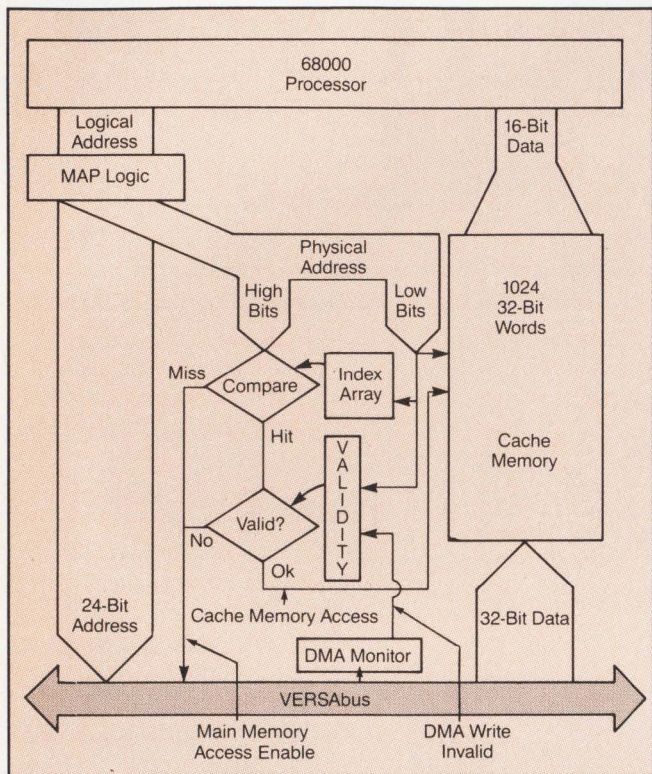 68000
Processor
Logical
Address
16-Bit
Data
MAP Logic
Physical
Address
High
Bits
Low
Bits
1024
32-Bit
Words
Miss
Compare
Index
Array
Hit
Cache
Memory
VALIDITY
Valid?
No
Ok
24-Bit
Address
Cache Memory Access
32-Bit Data
DMA Monitor
VERSAbus
Main Memory
Access Enable
DMA Write
Invalid